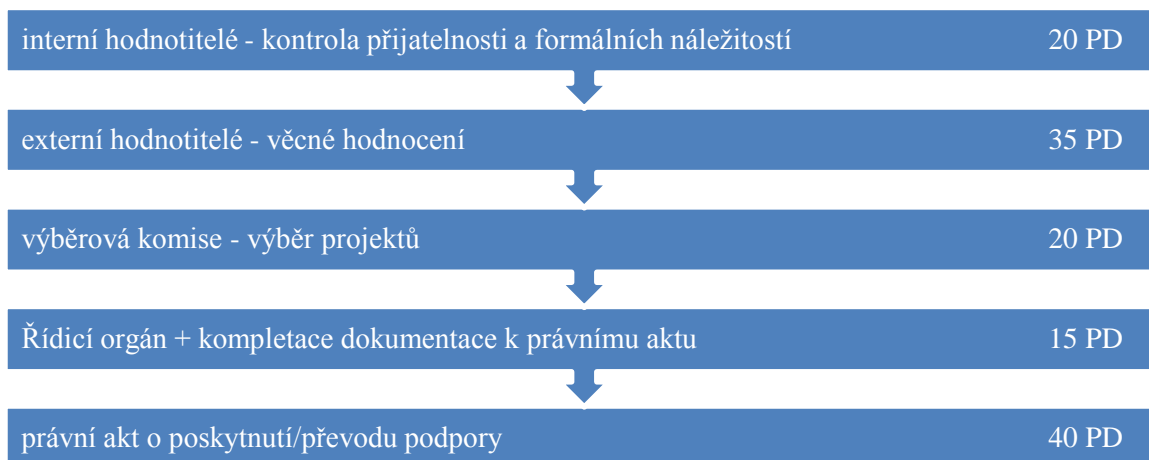 interní hodnotitelé - kontrola přijatelnosti a formálních náležitostí 20 PD
externí hodnotitelé - věcné hodnocení 35 PD
výběrová komise - výběr projektů 20 PD
Řídicí orgán + kompletace dokumentace k právnímu aktu 15 PD
právní akt o poskytnutí/převodu podpory 40 PD